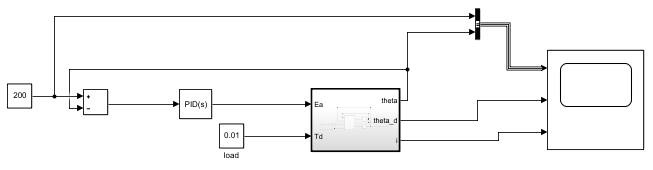 200
+
−
PID(s)
0.01
load
Ea
Td
theta
theta_d
i